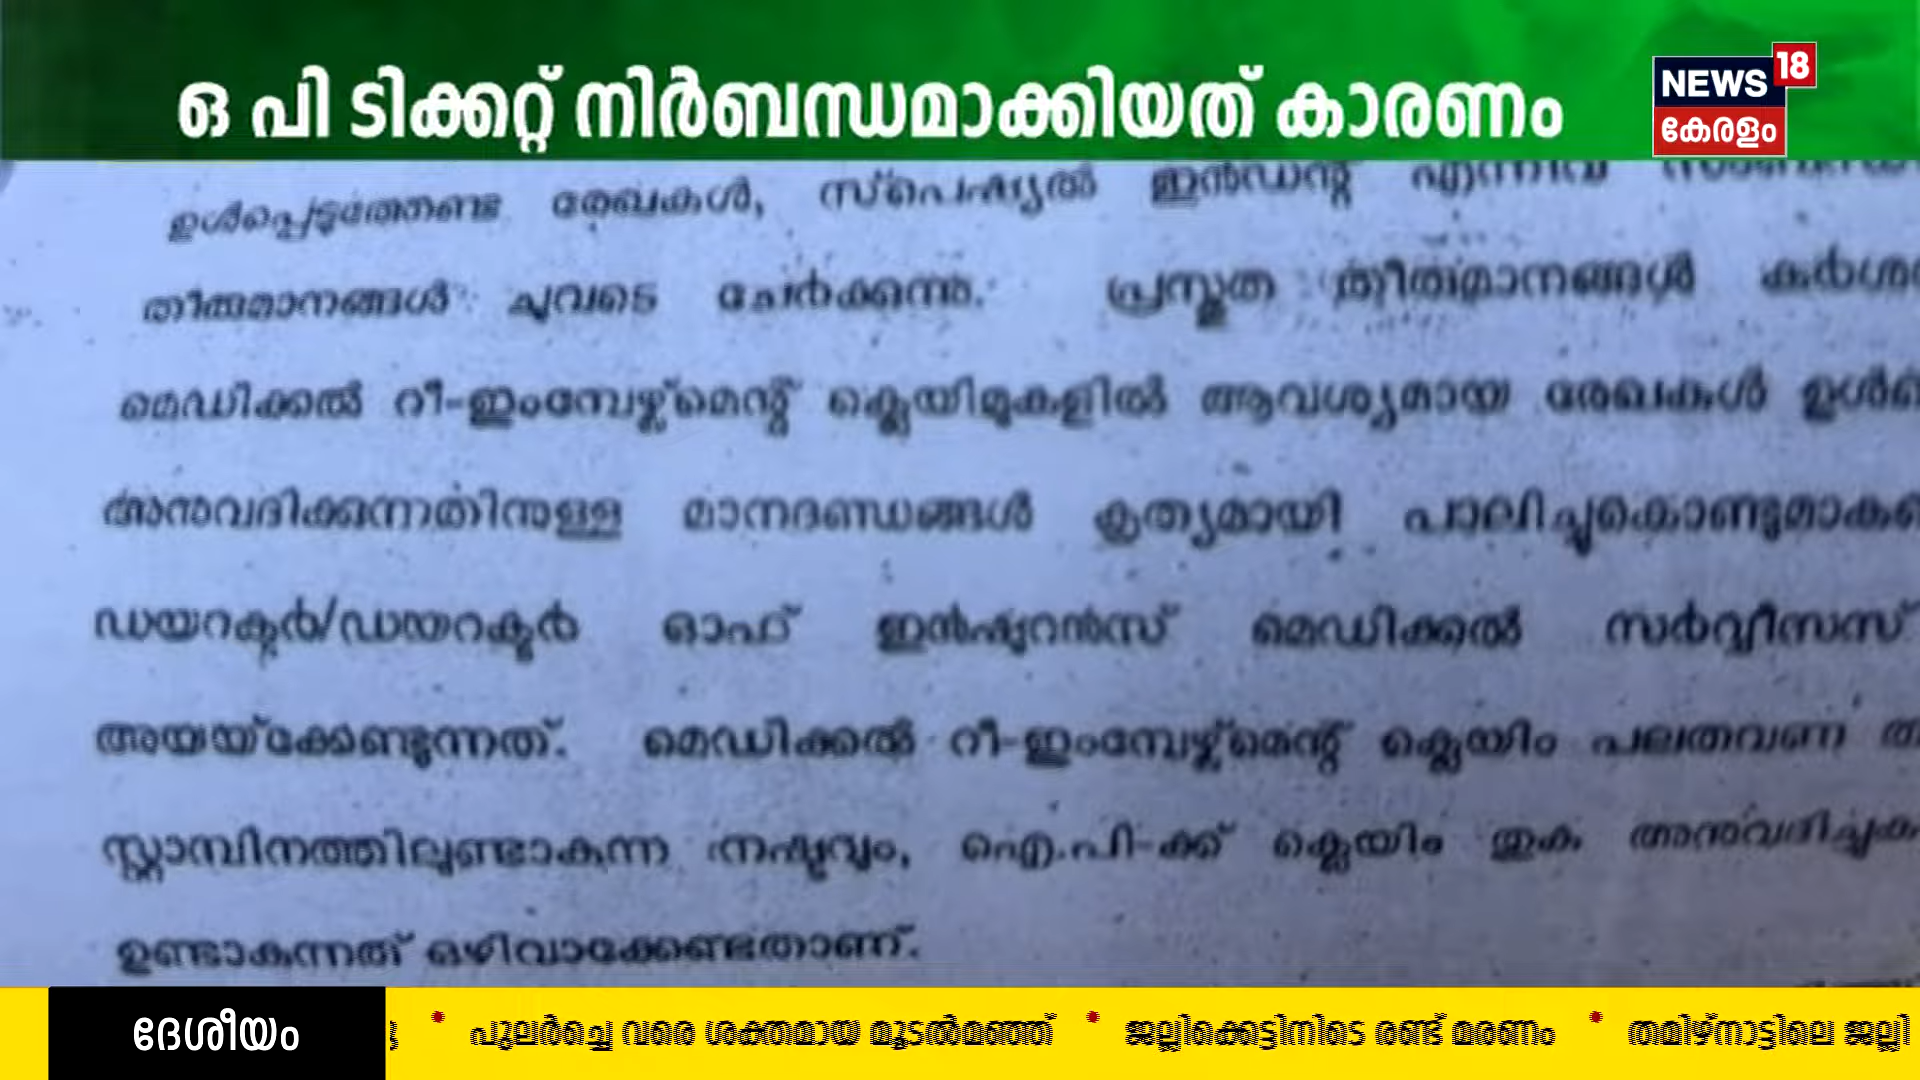 ഒ പി ടിക്കറ്റ് നിർബന്ധമാക്കിയത് കാരണം
NEWS 18
കേരളം
ഉൾപ്പെടുത്തേണ്ട രേഖകൾ, സ്പെഷ്യൽ ഇൻഡന്റ് എന്നിവ
തീരുമാനങ്ങൾ ചുവടെ ചേർക്കുന്നു. പ്രസ്തുത തീരുമാനങ്ങൾ
മെഡിക്കൽ റീ-ഇംമ്പേഴ്സ്മെന്റ് ക്ലെയിമുകളിൽ ആവശ്യമായ രേഖകൾ
അനുവദിക്കുന്നതിനുള്ള മാനദണ്ഡങ്ങൾ കൃത്യമായി
ഡയറക്ടർ/ഡയറക്ടർ ഓഫ് ഇൻഷുറൻസ് മെഡിക്കൽ സർവ്വീസസ്
അയയ്ക്കേണ്ടുന്നത്. മെഡിക്കൽ റീ-ഇംമ്പേഴ്സ്മെന്റ് ക്ലെയിം പലതവണ
സ്റ്റാമ്പിനത്തിലുണ്ടാകുന്ന നഷ്ടവും, ഐ.പി-ക്ക് ക്ലെയിം തുക
ഉണ്ടാകുന്നത് ഒഴിവാക്കേണ്ടതാണ്.
ദേശീയം • പുലർച്ചെ വരെ ശക്തമായ മൂടൽമഞ്ഞ് • ജല്ലിക്കെട്ടിനിടെ രണ്ട് മരണം • തമിഴ്നാട്ടിലെ ജല്ലി